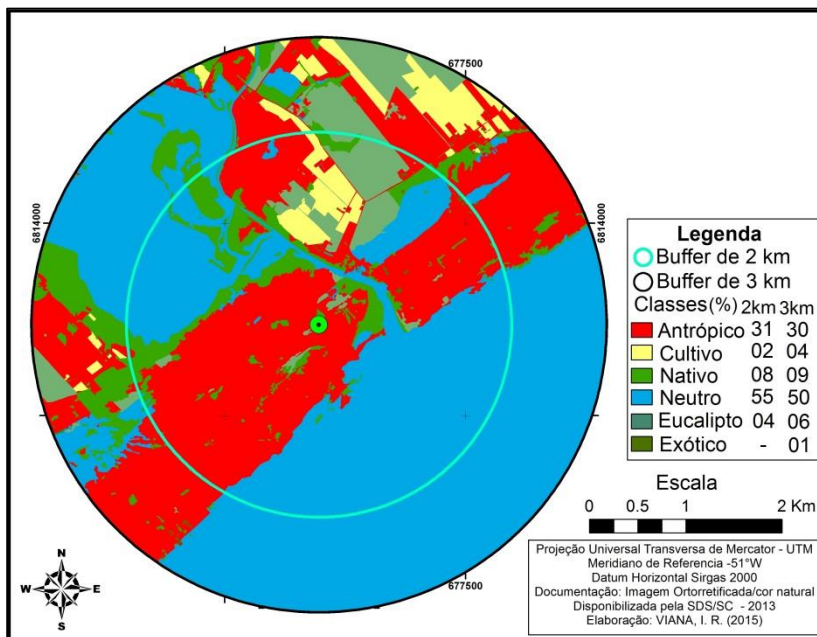 677500
6814000
6814000
Legenda
Buffer de 2 km
Buffer de 3 km
Classes(%) 2km 3km
Antrópico 31 30
Cultivo 02 04
Nativo 08 09
Neutro 55 50
Eucalipto 04 06
Exótico - 01
Escala
0 0.5 1 2 Km
677500
N
W E
S
Projeção Universal Transversa de Mercator - UTM
Meridiano de Referencia -51°W
Datum Horizontal Sirgas 2000
Documentação: Imagem Ortorretificada/cor natural
Disponibilizada pela SDS/SC - 2013
Elaboração: VIANA, I. R. (2015)